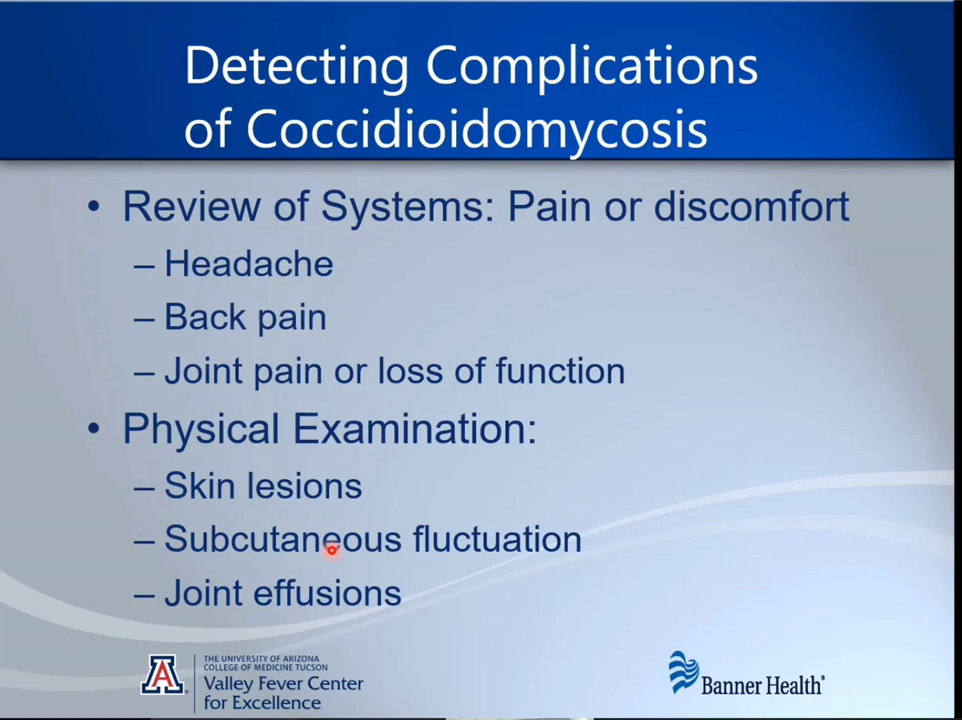 Detecting Complications
of Coccidioidomycosis
• Review of Systems: Pain or discomfort
– Headache
– Back pain
– Joint pain or loss of function
• Physical Examination:
– Skin lesions
– Subcutaneous fluctuation
– Joint effusions
THE UNIVERSITY OF ARIZONA
COLLEGE OF MEDICINE TUCSON
Valley Fever Center
for Excellence
A
Banner Health®